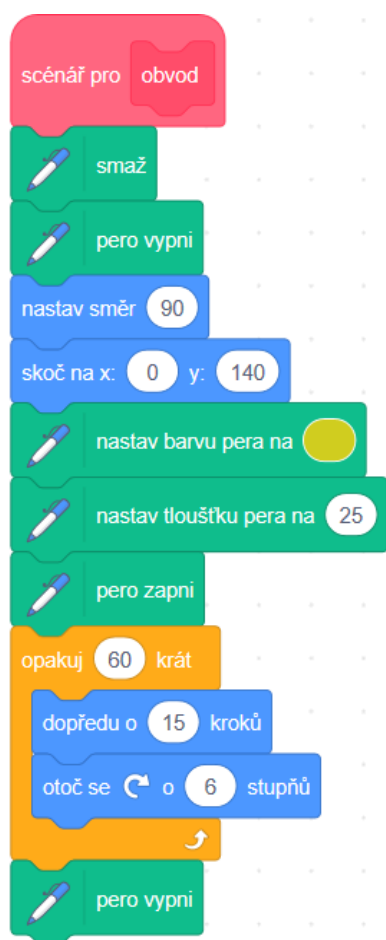 scénář pro obvod
smaž
pero vypni
nastav směr 90
skoč na x: 0 y: 140
nastav barvu pera na
nastav tloušťku pera na 25
pero zapni
opakuj 60 krát
dopředu o 15 kroků
otoč se o 6 stupňů
pero vypni